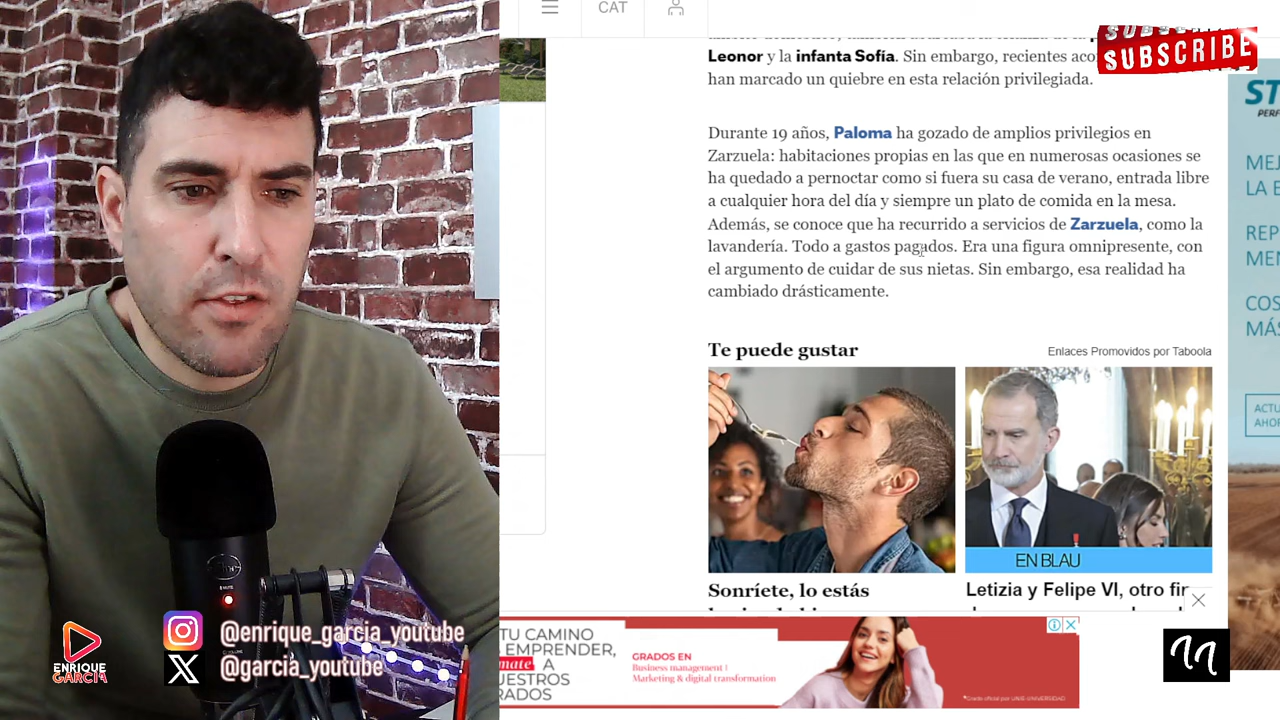 CAT
SUBSCRIBE
SUBSCRIBE
Leonor y la infanta Sofía. Sin embargo, recientes
han marcado un quiebre en esta relación privilegiada.
Durante 19 años, Paloma ha gozado de amplios privilegios en
Zarzuela: habitaciones propias en las que en numerosas ocasiones se
ha quedado a pernoctar como si fuera su casa de verano, entrada libre
a cualquier hora del día y siempre un plato de comida en la mesa.
Además, se conoce que ha recurrido a servicios de Zarzuela, como la
lavandería. Todo a gastos pagados. Era una figura omnipresente, con
el argumento de cuidar de sus nietas. Sin embargo, esa realidad ha
cambiado drásticamente.
Te puede gustar
Enlaces Promovidos por Taboola
EN BLAU
Sonríete, lo estás
Letizia y Felipe VI, otro
TU CAMINO
EMPRENDER,
A
GRADOS EN
Business management |
Marketing & digital transformation
ENRIQUE
GARCIA
@enrique_garcia_youtube
@garcia_youtube